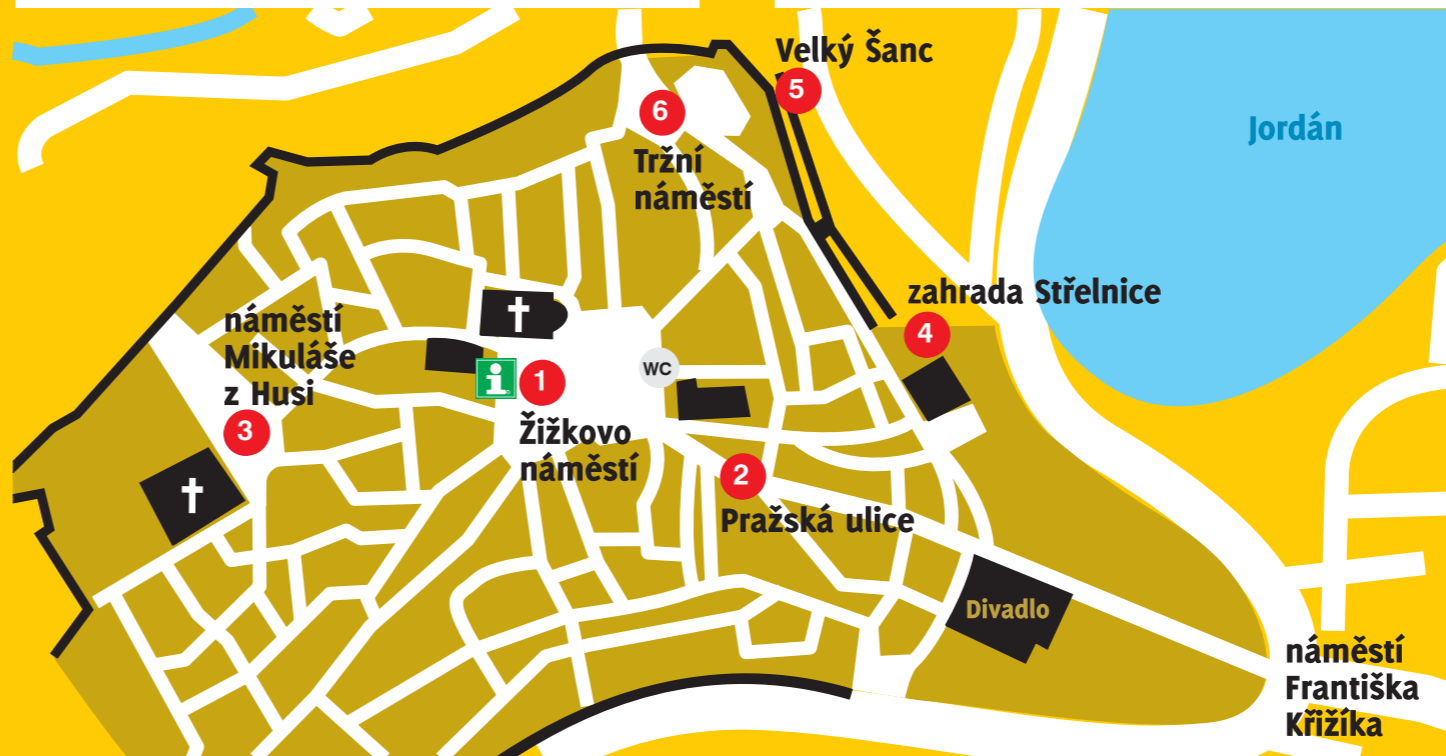 Velký Šanc
5
6
Jordán
Tržní
náměstí
zahrada Střelnice
4
náměstí
Mikuláše
z Husi
3
WC
i
1
Žižkovo
náměstí
2
Pražská ulice
Divadlo
náměstí
Františka
Křižíka